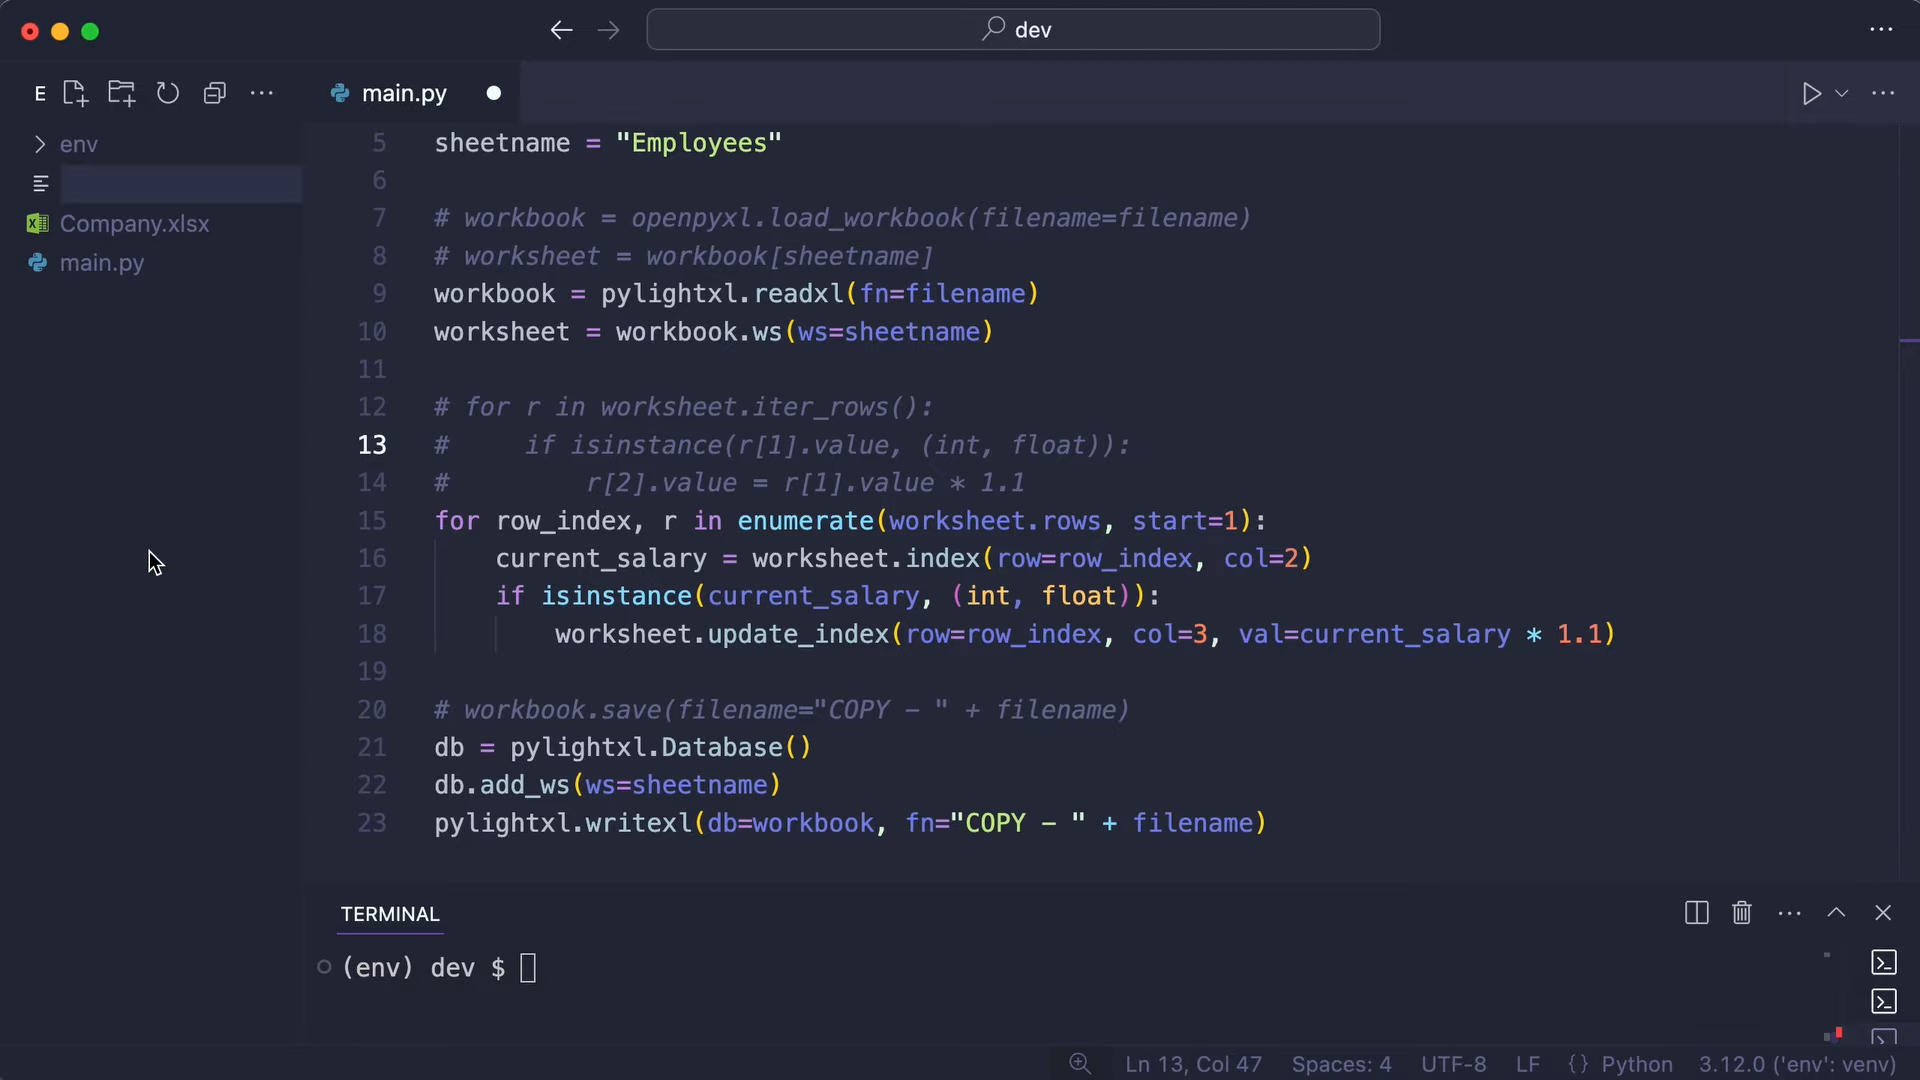 dev
E
main.py
env
Company.xlsx
main.py
5 sheetname = "Employees"
6
7 # workbook = openpyxl.load_workbook(filename=filename)
8 # worksheet = workbook[sheetname]
9 workbook = pylightxl.readxl(fn=filename)
10 worksheet = workbook.ws(ws=sheetname)
11
12 # for r in worksheet.iter_rows():
13 #     if isinstance(r[1].value, (int, float)):
14 #         r[2].value = r[1].value * 1.1
15 for row_index, r in enumerate(worksheet.rows, start=1):
16     current_salary = worksheet.index(row=row_index, col=2)
17     if isinstance(current_salary, (int, float)):
18         worksheet.update_index(row=row_index, col=3, val=current_salary * 1.1)
19
20 # workbook.save(filename="COPY - " + filename)
21 db = pylightxl.Database()
22 db.add_ws(ws=sheetname)
23 pylightxl.writexl(db=workbook, fn="COPY - " + filename)
TERMINAL
(env) dev $
Ln 13, Col 47 Spaces: 4 UTF-8 LF {} Python 3.12.0 ('env': venv)